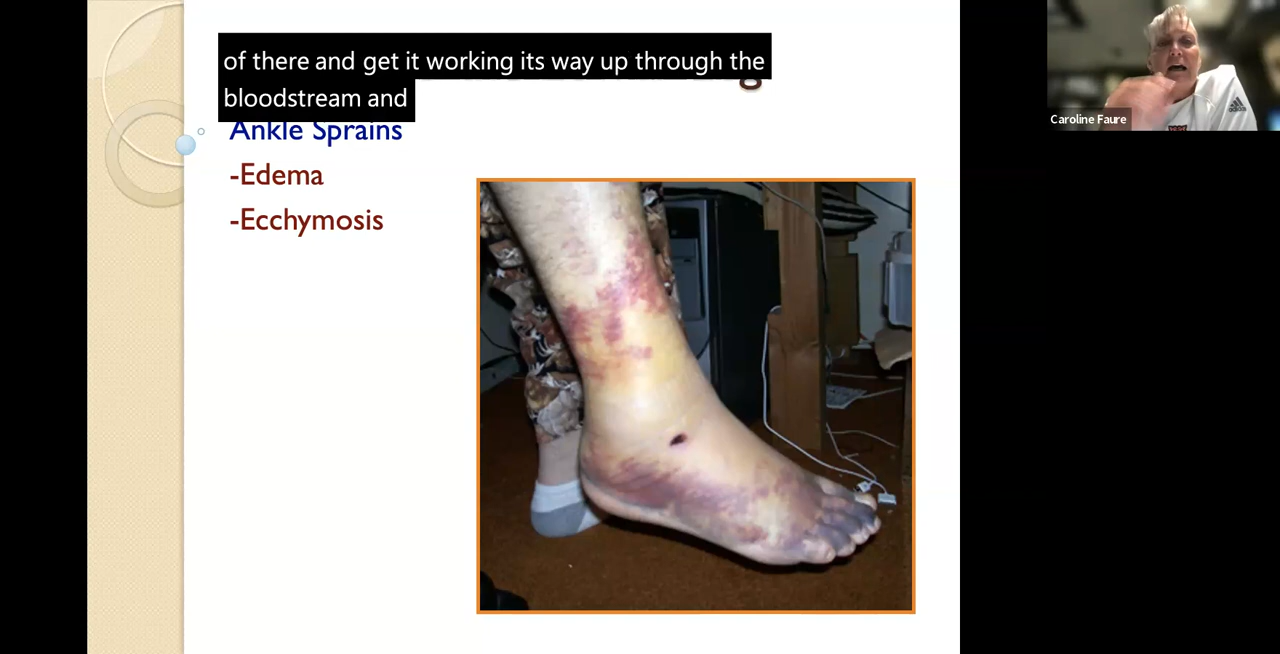 of there and get it working its way up through the
bloodstream and
Ankle Sprains
-Edema
-Ecchymosis
Caroline Faure